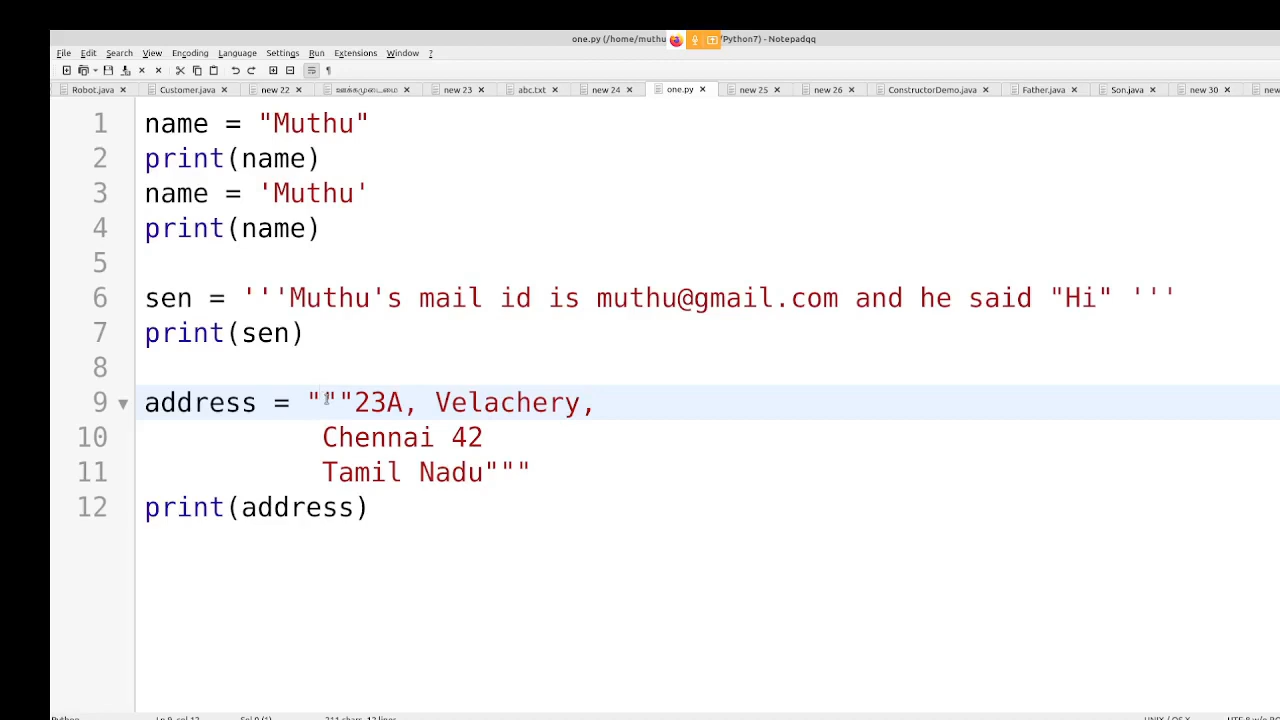 one.py (/home/muthu /Python7) - Notepadqq
File Edit Search View Encoding Language Settings Run Extensions Window ?
Robot.java Customer.java new 22 ஊக்கமுடைமை new 23 abc.txt new 24 one.py new 25 new 26 ConstructorDemo.java Father.java Son.java new 30 new
1 name = "Muthu"
2 print(name)
3 name = 'Muthu'
4 print(name)
5
6 sen = '''Muthu's mail id is muthu@gmail.com and he said "Hi" '''
7 print(sen)
8
9 address = """23A, Velachery,
10 Chennai 42
11 Tamil Nadu"""
12 print(address)